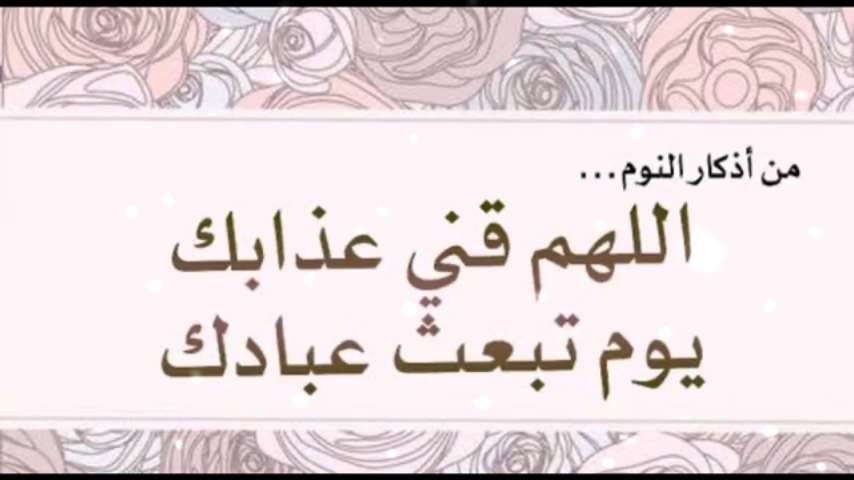 من أذكار النوم...
اللهم قني عذابك
يوم تبعث عبادك